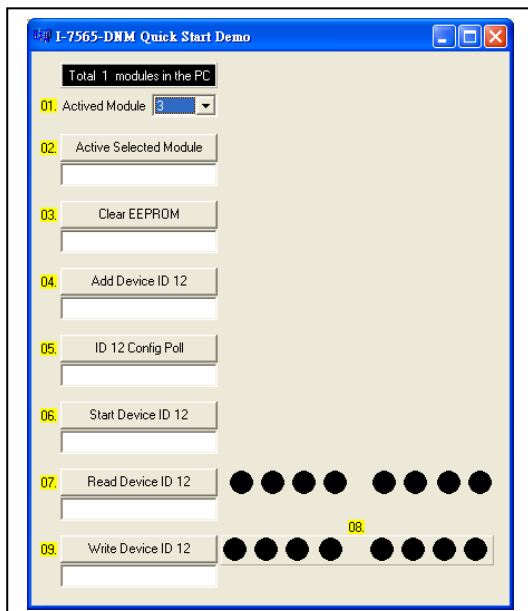 I-7565-DNM Quick Start Demo
Total 1 modules in the PC
01. Actived Module 3
02. Active Selected Module
03. Clear EEPROM
04. Add Device ID 12
05. ID 12 Config Poll
06. Start Device ID 12
07. Read Device ID 12
08.
09. Write Device ID 12